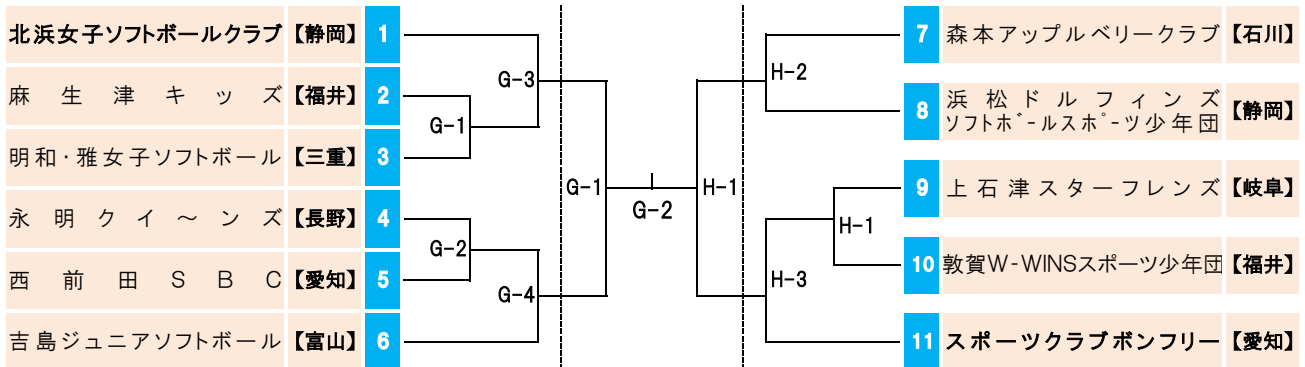 北浜女子ソフトボールクラブ 【静岡】 1
麻生津キッズ 【福井】 2
明和・雅女子ソフトボール 【三重】 3
永明クイ～ンズ 【長野】 4
西前田SBC 【愛知】 5
吉島ジュニアソフトボール 【富山】 6
G-3
G-1
G-2
G-4
G-1
G-2
H-1
H-2
H-1
H-3
7 森本アップルベリークラブ 【石川】
8 浜松ドルフィンズ
ソフトボールスポーツ少年団 【静岡】
9 上石津スターフレンズ 【岐阜】
10 敦賀W-WINSスポーツ少年団 【福井】
11 スポーツクラブボンフリー 【愛知】